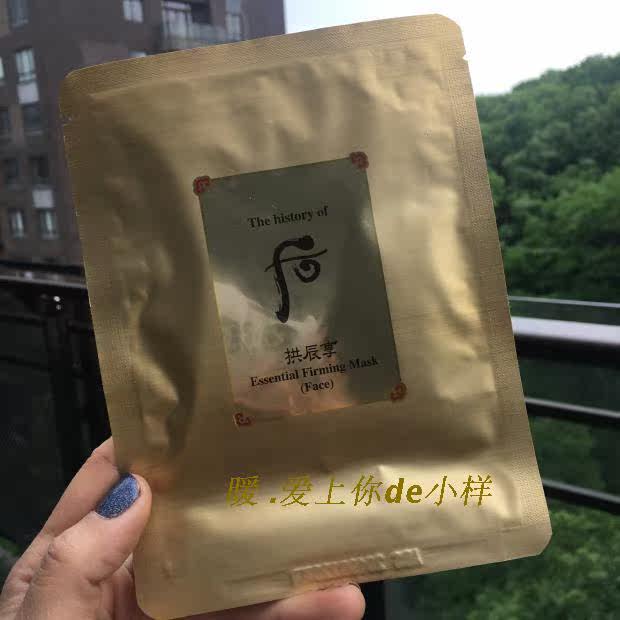 The history of
后
拱辰享
Essential Firming Mask
(Face)
暖 .爱上你de小样